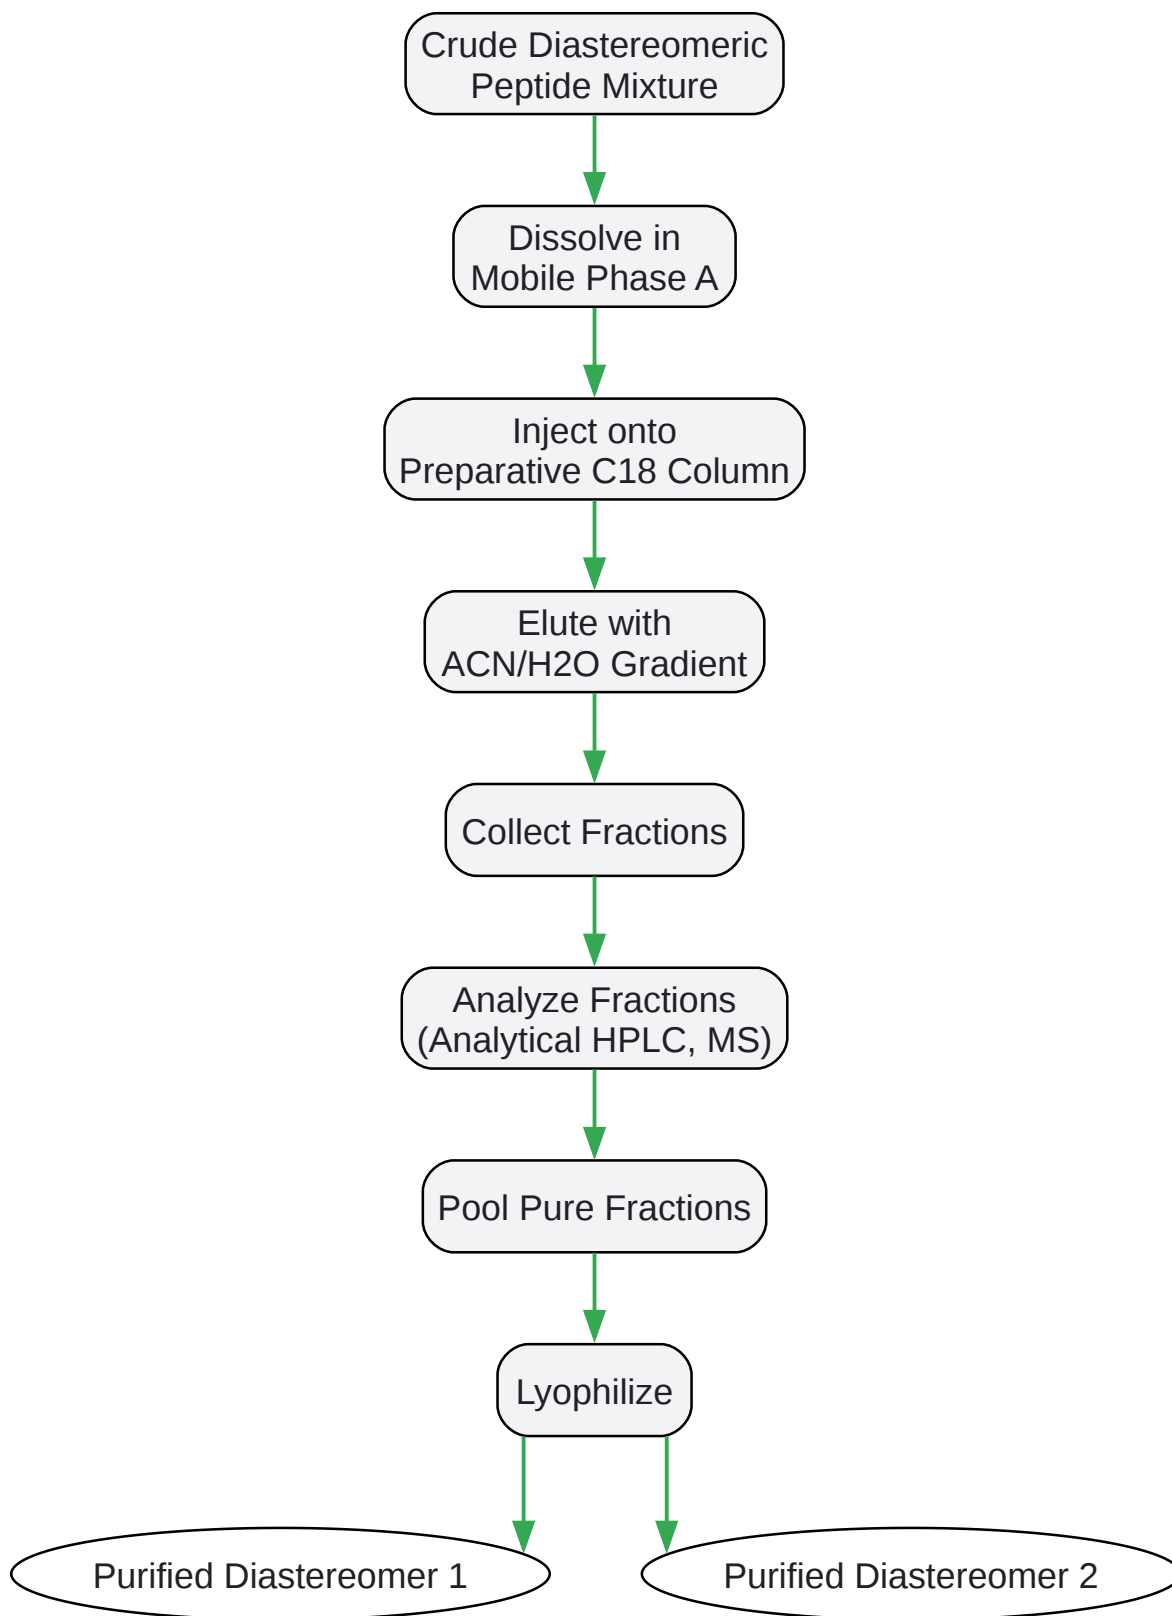 Crude Diastereomeric
Peptide Mixture
Dissolve in
Mobile Phase A
Inject onto
Preparative C18 Column
Elute with
ACN/H2O Gradient
Collect Fractions
Analyze Fractions
(Analytical HPLC, MS)
Pool Pure Fractions
Lyophilize
Purified Diastereomer 1
Purified Diastereomer 2